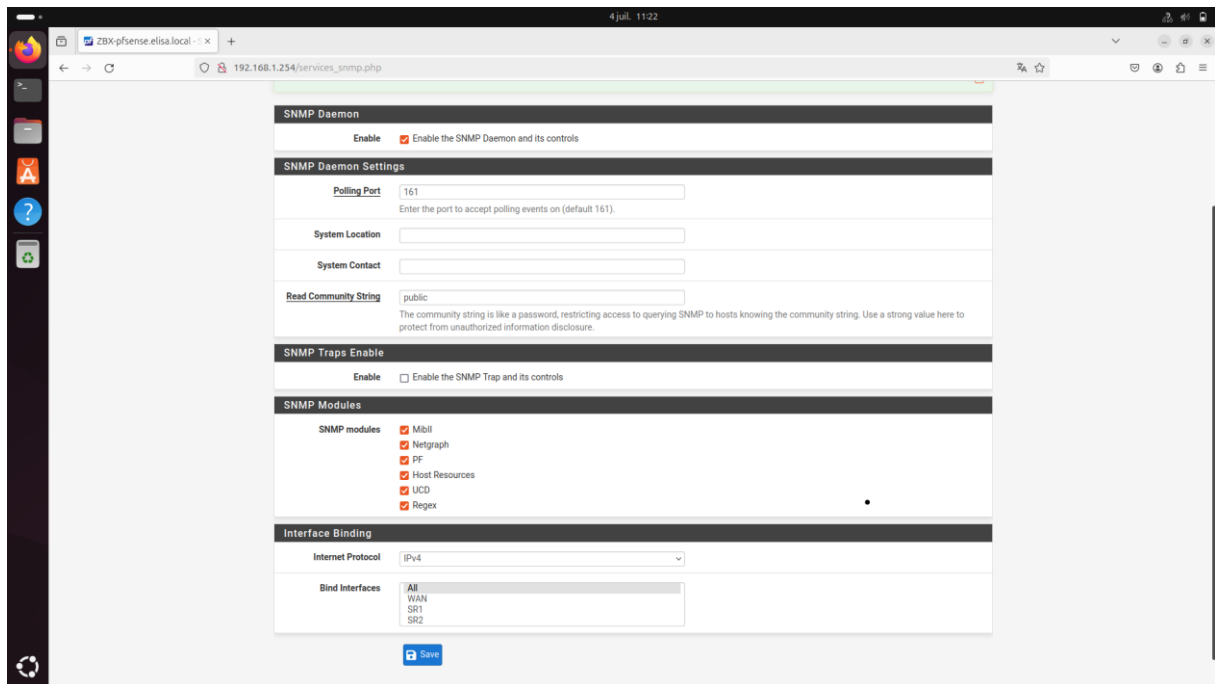 4 juil. 11:22
ZBX-pfsense.elisa.local - S
192.168.1.254/services_snmp.php
SNMP Daemon
Enable Enable the SNMP Daemon and its controls
SNMP Daemon Settings
Polling Port 161
Enter the port to accept polling events on (default 161).
System Location
System Contact
Read Community String public
The community string is like a password, restricting access to querying SNMP to hosts knowing the community string. Use a strong value here to
protect from unauthorized information disclosure.
SNMP Traps Enable
Enable Enable the SNMP Trap and its controls
SNMP Modules
SNMP modules MibII
Netgraph
PF
Host Resources
UCD
Regex
Interface Binding
Internet Protocol IPv4
Bind Interfaces All
WAN
SR1
SR2
Save